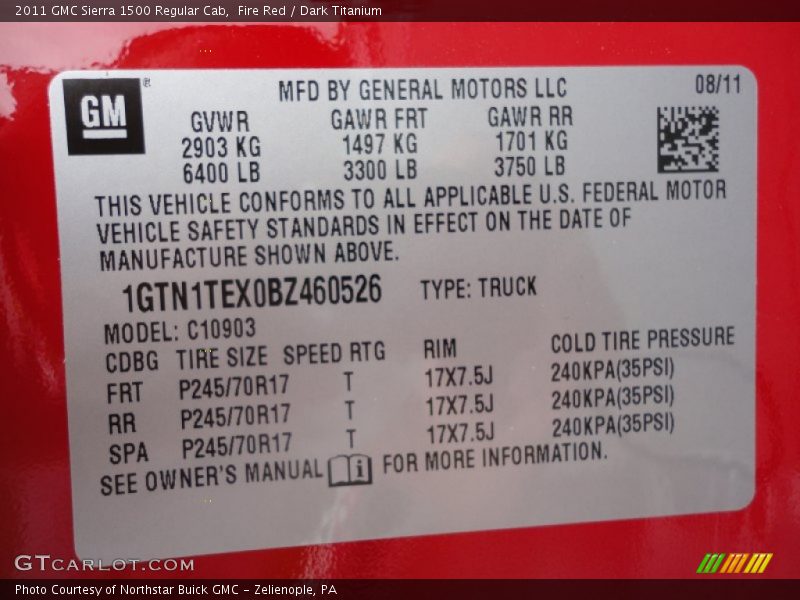 2011 GMC Sierra 1500 Regular Cab,  Fire Red / Dark Titanium
GM ®
MFD BY GENERAL MOTORS LLC
08/11
GVWR GAWR FRT GAWR RR
2903 KG 1497 KG 1701 KG
6400 LB 3300 LB 3750 LB
THIS VEHICLE CONFORMS TO ALL APPLICABLE U.S. FEDERAL MOTOR
VEHICLE SAFETY STANDARDS IN EFFECT ON THE DATE OF
MANUFACTURE SHOWN ABOVE.
1GTN1TEX0BZ460526 TYPE: TRUCK
MODEL: C10903
CDBG TIRE SIZE SPEED RTG RIM COLD TIRE PRESSURE
FRT P245/70R17 T 17X7.5J 240KPA(35PSI)
RR P245/70R17 T 17X7.5J 240KPA(35PSI)
SPA P245/70R17 T 17X7.5J 240KPA(35PSI)
SEE OWNER'S MANUAL i FOR MORE INFORMATION.
GTCARLOT.COM
Photo Courtesy of Northstar Buick GMC - Zelienople, PA